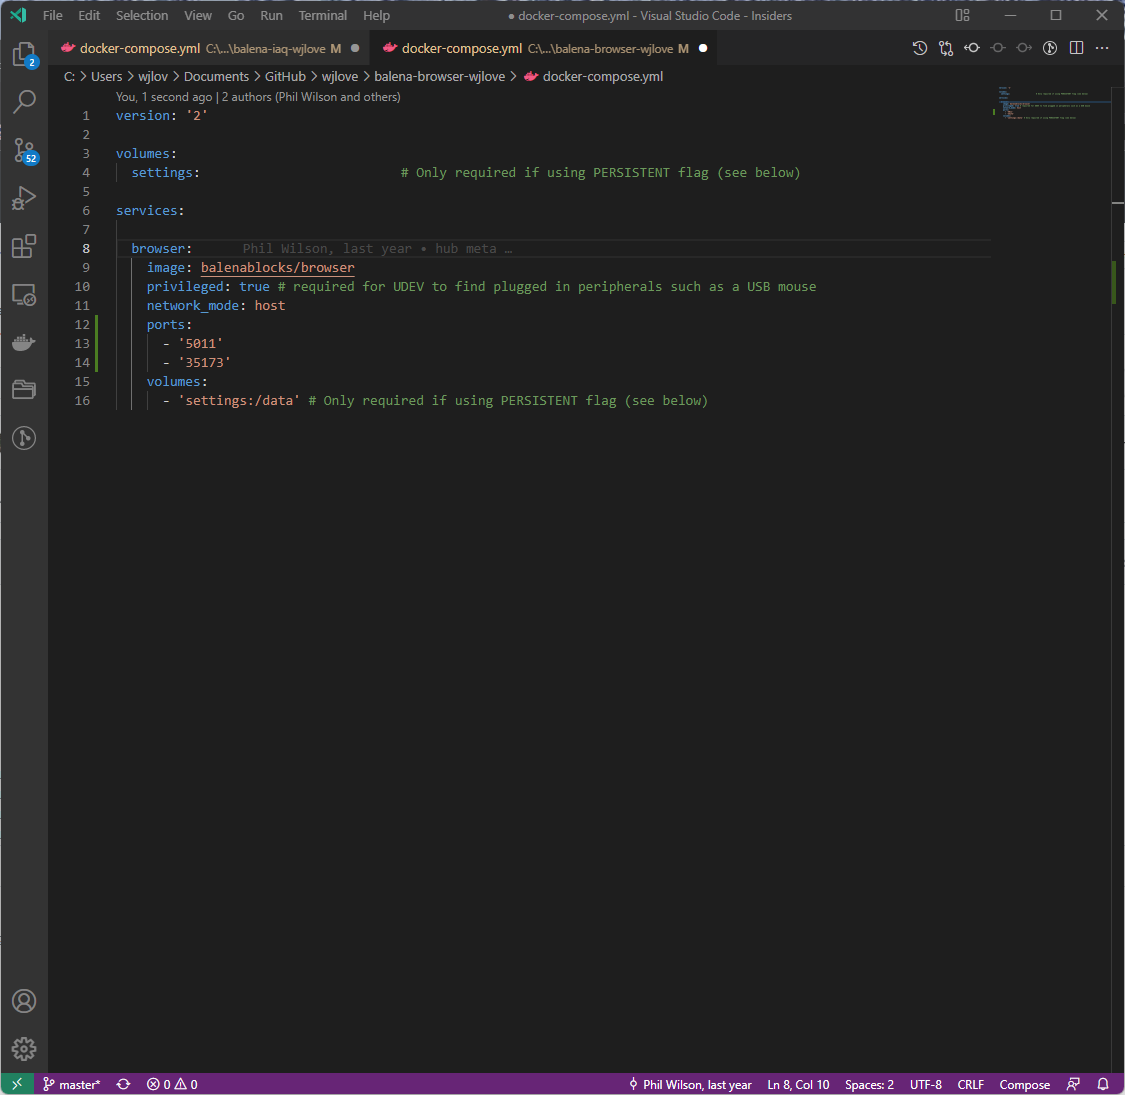 File Edit Selection View Go Run Terminal Help ● docker-compose.yml - Visual Studio Code - Insiders
docker-compose.yml C:\...\balena-iaq-wjlove M ● docker-compose.yml C:\...\balena-browser-wjlove M ●
C: > Users > wjlov > Documents > GitHub > wjlove > balena-browser-wjlove > docker-compose.yml
You, 1 second ago | 2 authors (Phil Wilson and others)
1 version: '2'
2
3 volumes:
4   settings:                          # Only required if using PERSISTENT flag (see below)
5
6 services:
7
8   browser:       Phil Wilson, last year • hub meta …
9     image: balenablocks/browser
10     privileged: true # required for UDEV to find plugged in peripherals such as a USB mouse
11     network_mode: host
12     ports:
13       - '5011'
14       - '35173'
15     volumes:
16       - 'settings:/data' # Only required if using PERSISTENT flag (see below)
2
52
master* 0 0 Phil Wilson, last year Ln 8, Col 10 Spaces: 2 UTF-8 CRLF Compose